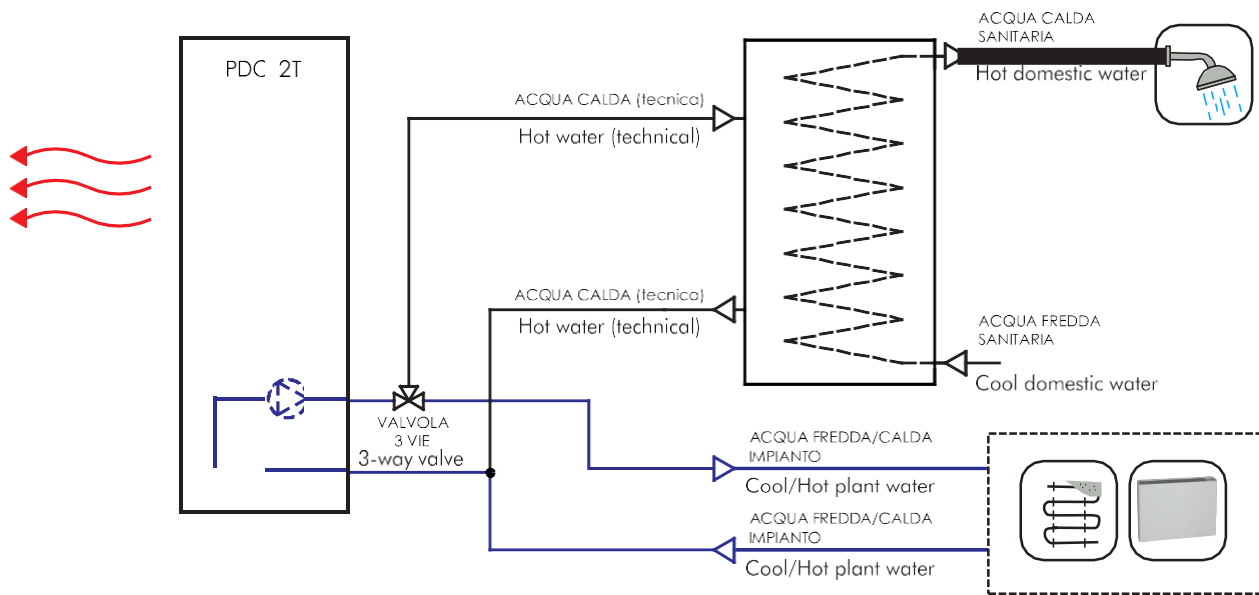 PDC 2T
ACQUA CALDA (tecnica)
Hot water (technical)
ACQUA CALDA
SANITARIA
Hot domestic water
ACQUA CALDA (tecnica)
Hot water (technical)
ACQUA FREDDA
SANITARIA
Cool domestic water
VALVOLA
3 VIE
3-way valve
ACQUA FREDDA/CALDA
IMPIANTO
Cool/Hot plant water
ACQUA FREDDA/CALDA
IMPIANTO
Cool/Hot plant water